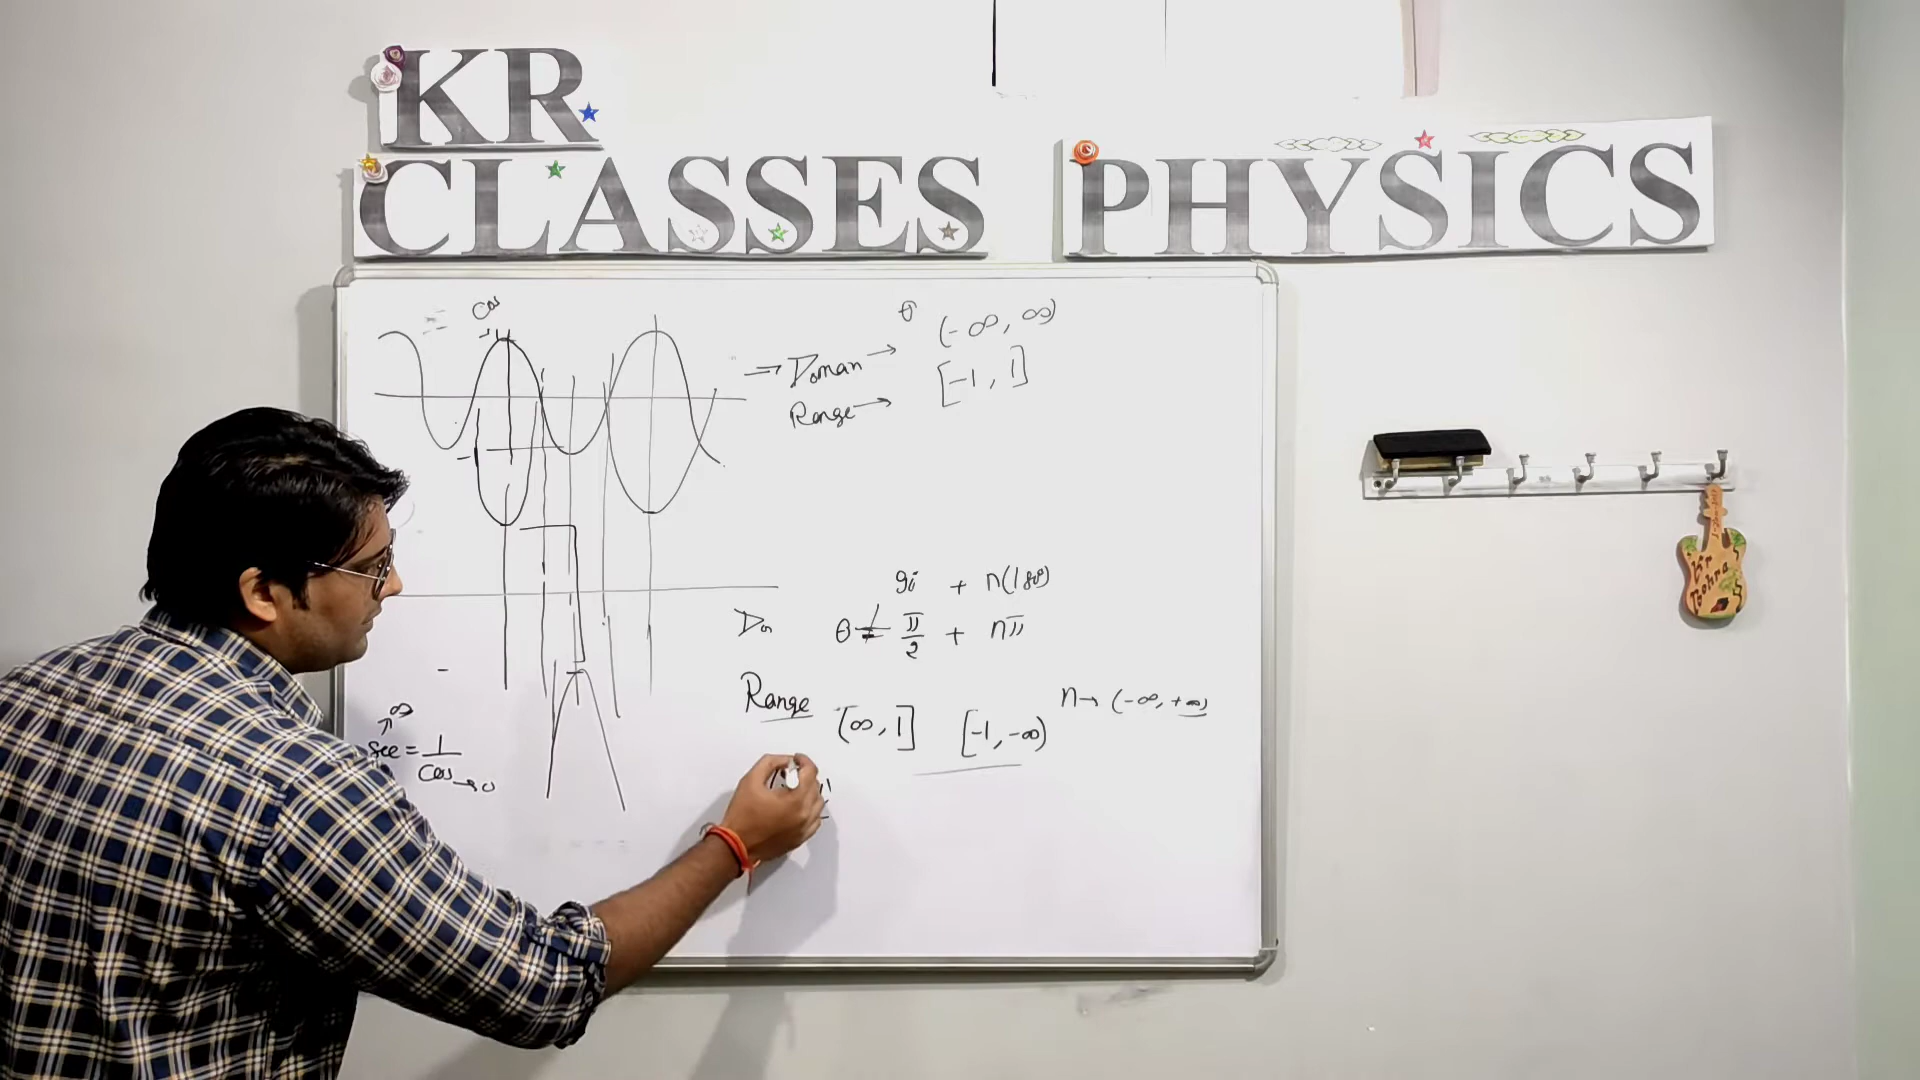 KR
CLASSES PHYSICS
Cos
θ (-∞, ∞)
⇒ Doman →
[-1, 1]
Range →
90 + n(180)
Do θ ≠ π/2 + nπ
Range (∞, 1] [-1, -∞) n → (-∞, +∞)
∞
sec = 1/Cos → 0